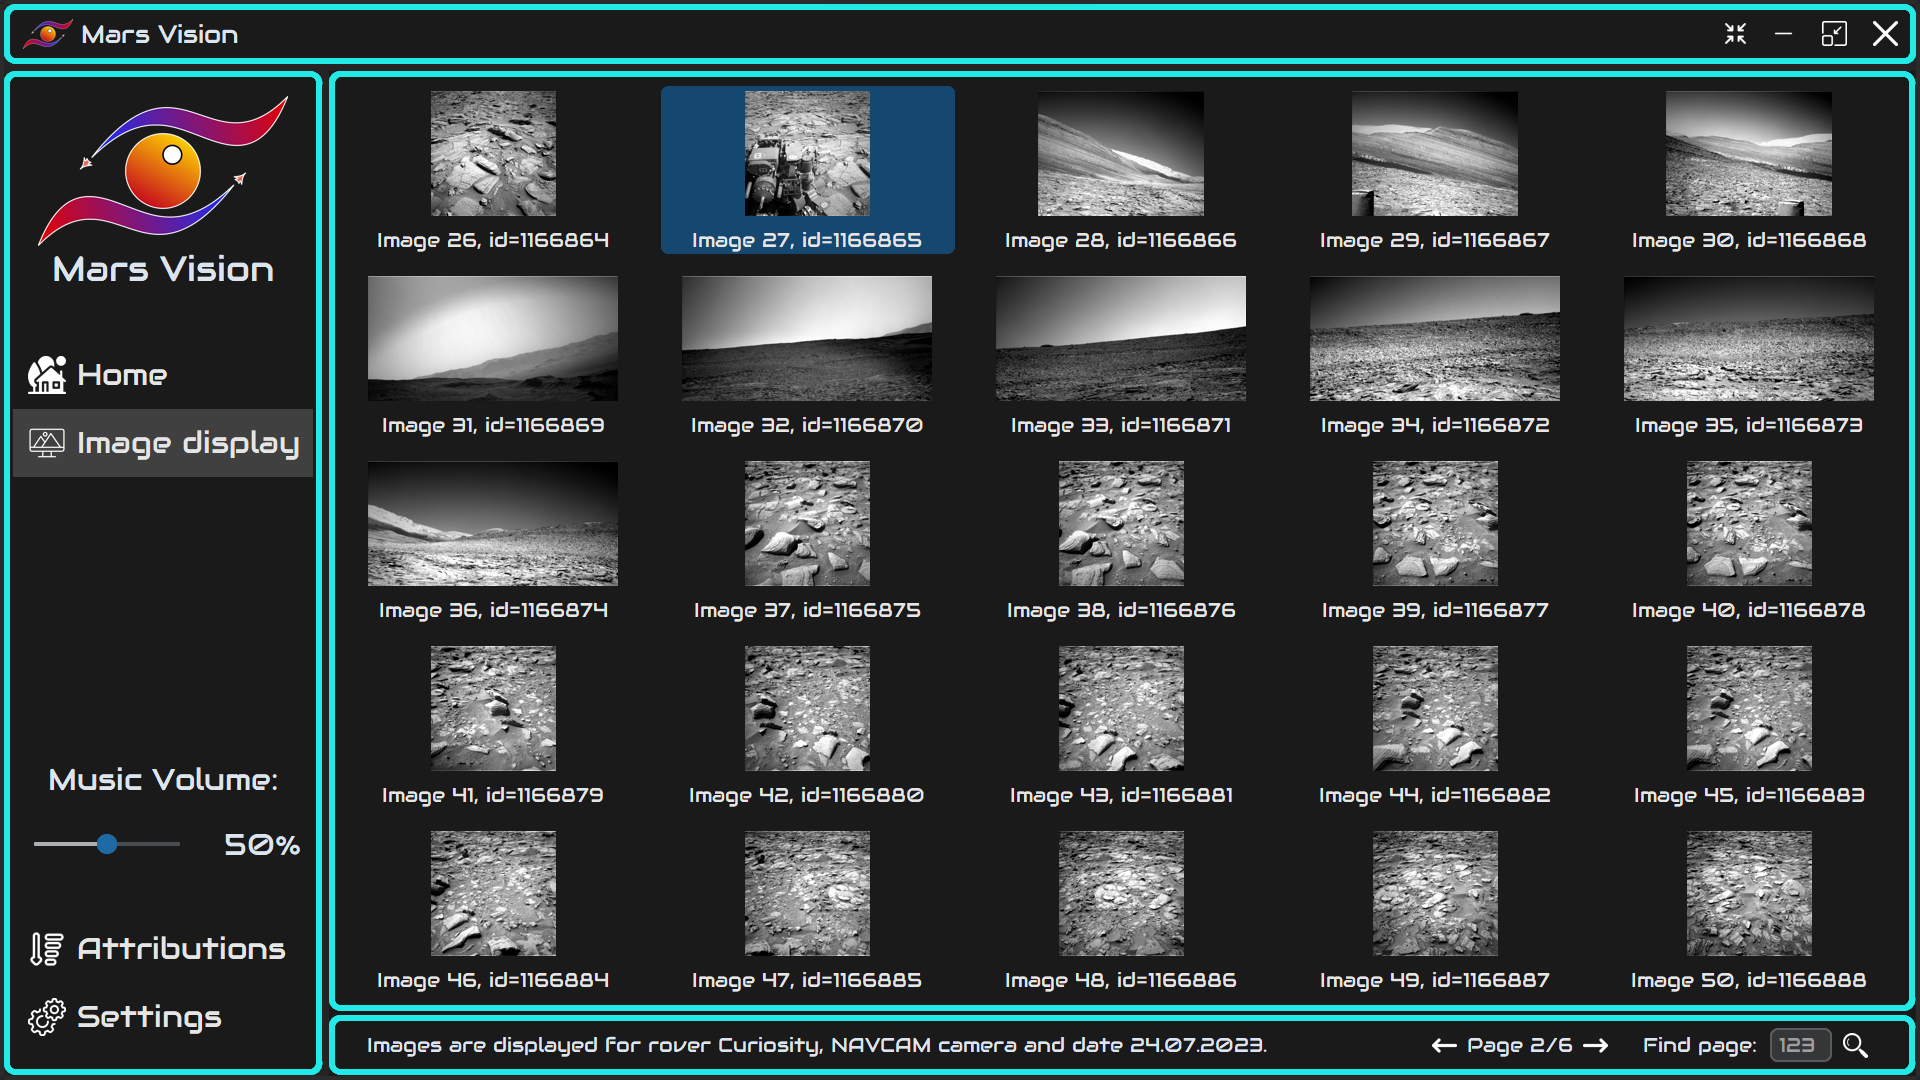 Mars Vision
Mars Vision
Home
Image display
Music Volume:
50%
Attributions
Settings
Image 26, id=1166864
Image 27, id=1166865
Image 28, id=1166866
Image 29, id=1166867
Image 30, id=1166868
Image 31, id=1166869
Image 32, id=1166870
Image 33, id=1166871
Image 34, id=1166872
Image 35, id=1166873
Image 36, id=1166874
Image 37, id=1166875
Image 38, id=1166876
Image 39, id=1166877
Image 40, id=1166878
Image 41, id=1166879
Image 42, id=1166880
Image 43, id=1166881
Image 44, id=1166882
Image 45, id=1166883
Image 46, id=1166884
Image 47, id=1166885
Image 48, id=1166886
Image 49, id=1166887
Image 50, id=1166888
Images are displayed for rover Curiosity, NAVCAM camera and date 24.07.2023.
Page 2/6
Find page: 123